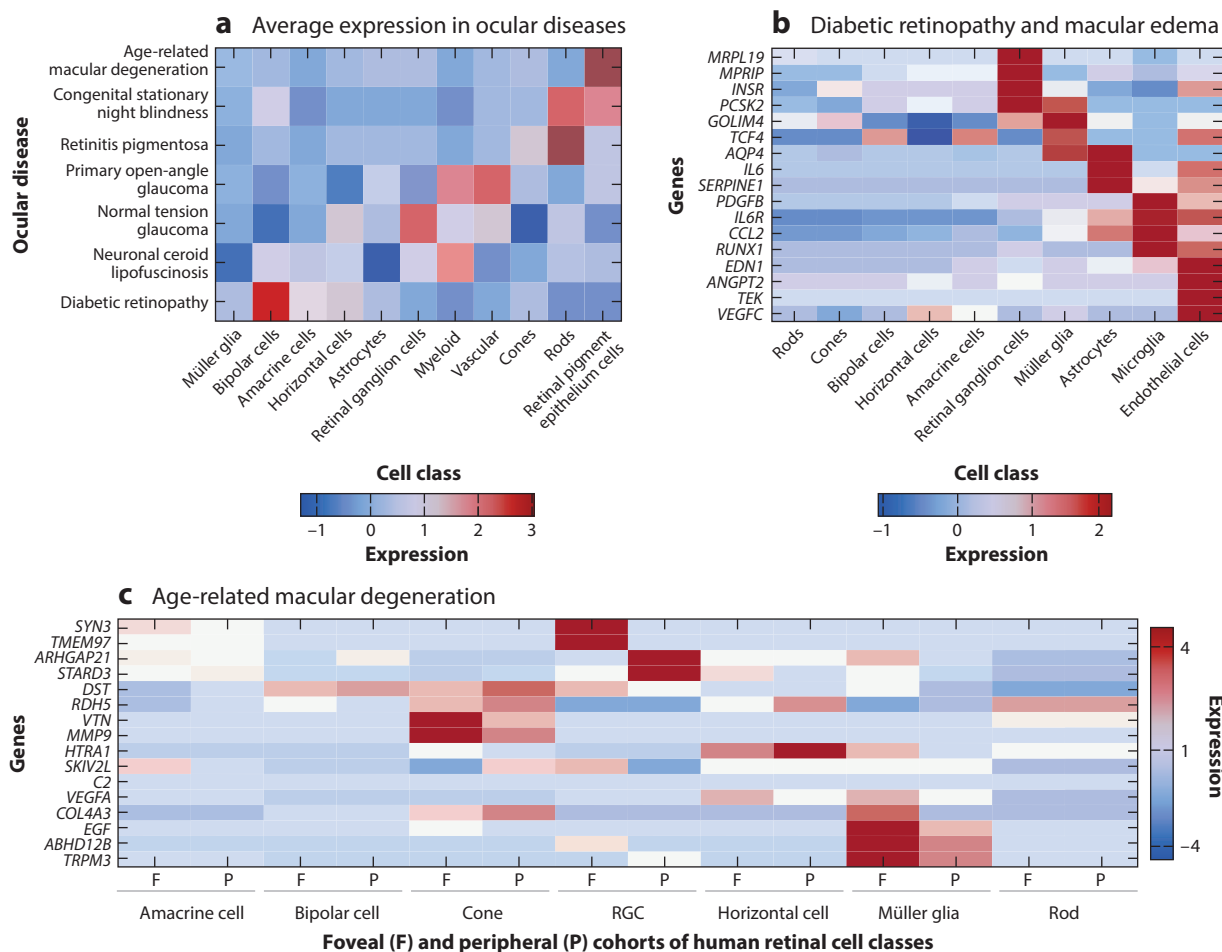 a Average expression in ocular diseases
Ocular disease
Age-related
macular degeneration
Congenital stationary
night blindness
Retinitis pigmentosa
Primary open-angle
glaucoma
Normal tension
glaucoma
Neuronal ceroid
lipofuscinosis
Diabetic retinopathy
Müller glia
Bipolar cells
Amacrine cells
Horizontal cells
Astrocytes
Retinal ganglion cells
Myeloid
Vascular
Cones
Rods
Retinal pigment
epithelium cells
Cell class
−1 0 1 2 3
Expression
b Diabetic retinopathy and macular edema
Genes
MRPL19
MPRIP
INSR
PCSK2
GOLIM4
TCF4
AQP4
IL6
SERPINE1
PDGFB
IL6R
CCL2
RUNX1
EDN1
ANGPT2
TEK
VEGFC
Rods
Cones
Bipolar cells
Horizontal cells
Amacrine cells
Retinal ganglion cells
Müller glia
Astrocytes
Microglia
Endothelial cells
Cell class
−1 0 1 2
Expression
c Age-related macular degeneration
Genes
SYN3
TMEM97
ARHGAP21
STARD3
DST
RDH5
VTN
MMP9
HTRA1
SKIV2L
C2
VEGFA
COL4A3
EGF
ABHD12B
TRPM3
F P F P F P F P F P F P F P
Amacrine cell Bipolar cell Cone RGC Horizontal cell Müller glia Rod
Foveal (F) and peripheral (P) cohorts of human retinal cell classes
4
1
−4
Expression